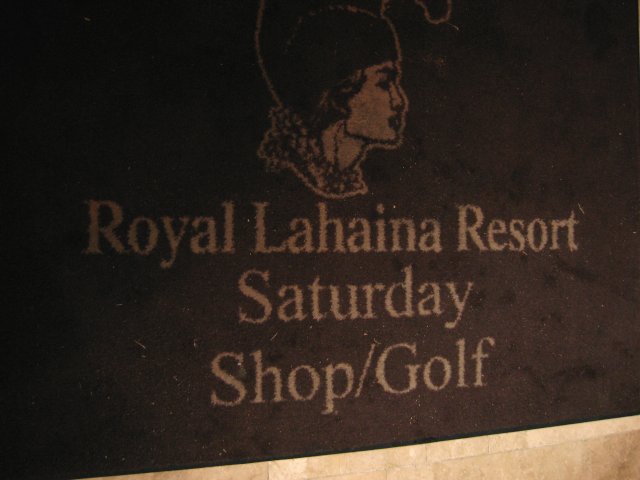 Royal Lahaina Resort
Saturday
Shop/Golf